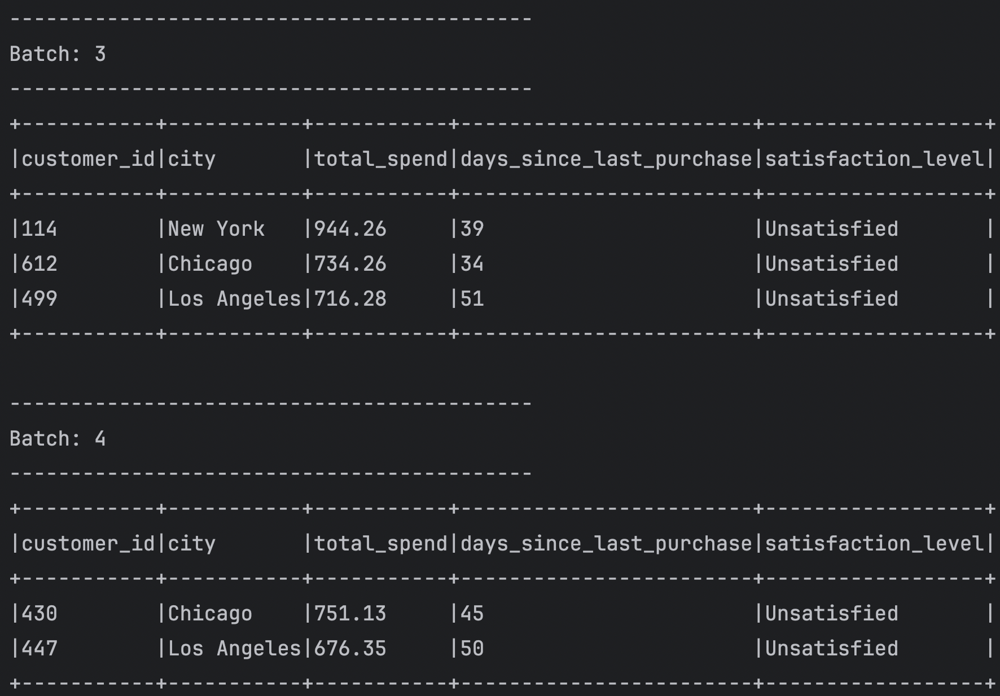 -------------------------------------------
Batch: 3
-------------------------------------------
+-----------+-----------+-----------+------------------------+------------------+
|customer_id|city       |total_spend|days_since_last_purchase|satisfaction_level|
+-----------+-----------+-----------+------------------------+------------------+
|114        |New York   |944.26     |39                      |Unsatisfied       |
|612        |Chicago    |734.26     |34                      |Unsatisfied       |
|499        |Los Angeles|716.28     |51                      |Unsatisfied       |
+-----------+-----------+-----------+------------------------+------------------+

-------------------------------------------
Batch: 4
-------------------------------------------
+-----------+-----------+-----------+------------------------+------------------+
|customer_id|city       |total_spend|days_since_last_purchase|satisfaction_level|
+-----------+-----------+-----------+------------------------+------------------+
|430        |Chicago    |751.13     |45                      |Unsatisfied       |
|447        |Los Angeles|676.35     |50                      |Unsatisfied       |
+-----------+-----------+-----------+------------------------+------------------+